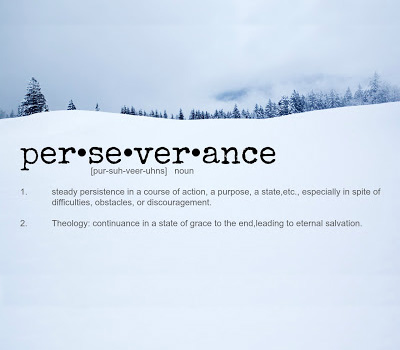 per•se•ver•ance
[pur-suh-veer-uhns] noun
1. steady persistence in a course of action, a purpose, a state,etc., especially in spite of
difficulties, obstacles, or discouragement.
2. Theology: continuance in a state of grace to the end,leading to eternal salvation.